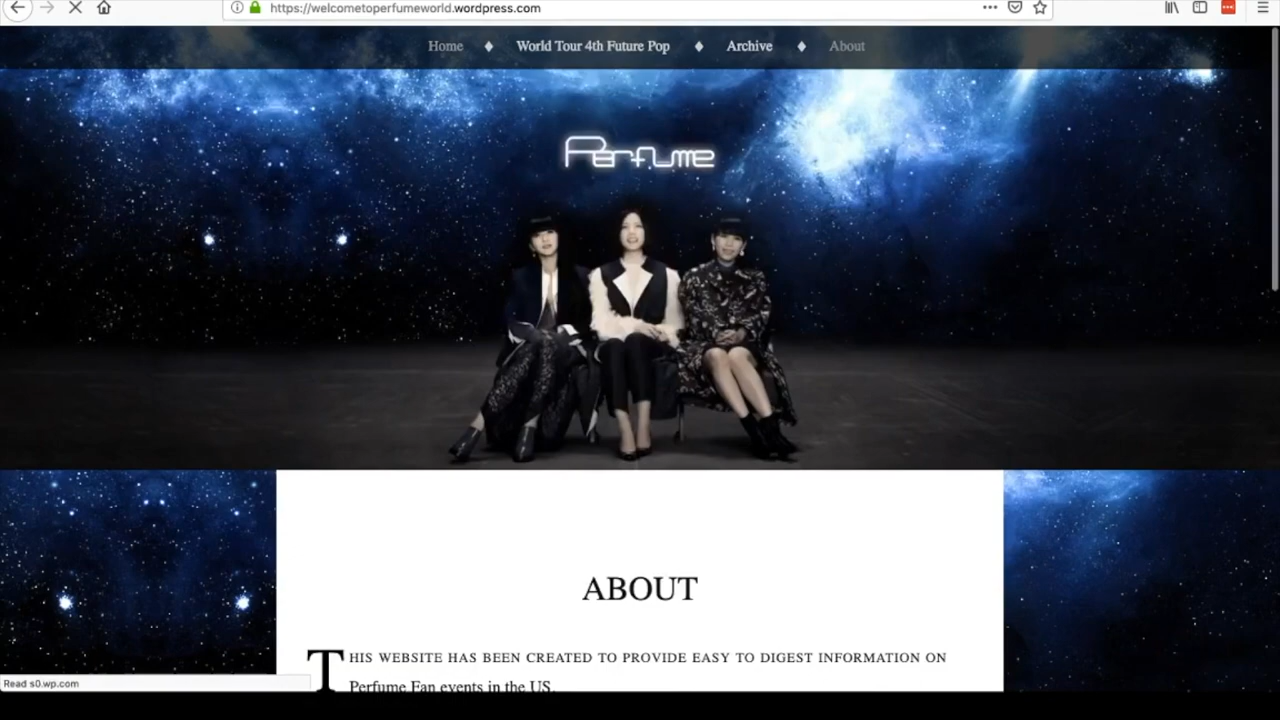 https://welcometoperfumeworld.wordpress.com
Home ♦ World Tour 4th Future Pop ♦ Archive ♦ About
Perfume
ABOUT
THIS WEBSITE HAS BEEN CREATED TO PROVIDE EASY TO DIGEST INFORMATION ON
Perfume Fan events in the US.
Read s0.wp.com